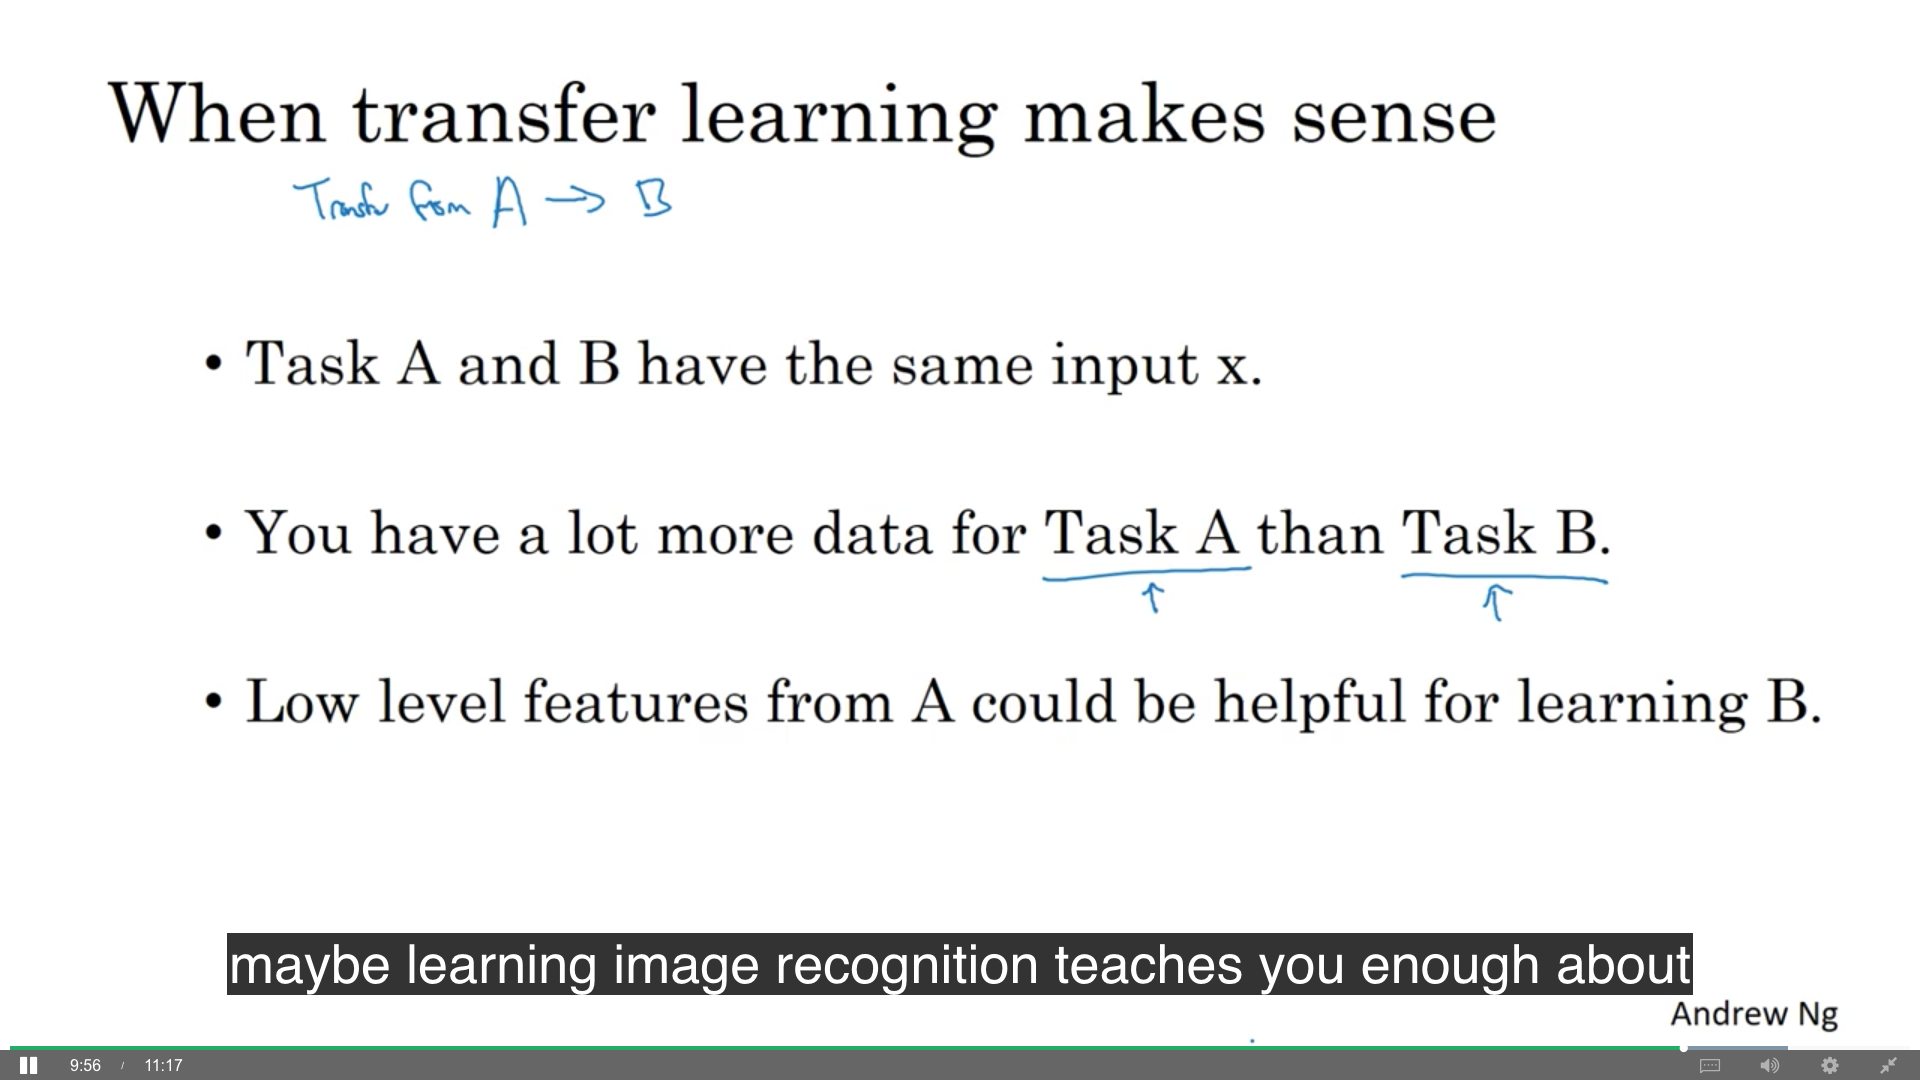 When transfer learning makes sense
Transfer from A → B
• Task A and B have the same input x.
• You have a lot more data for Task A than Task B.
↑ ↑
• Low level features from A could be helpful for learning B.
maybe learning image recognition teaches you enough about
Andrew Ng
9:56 / 11:17